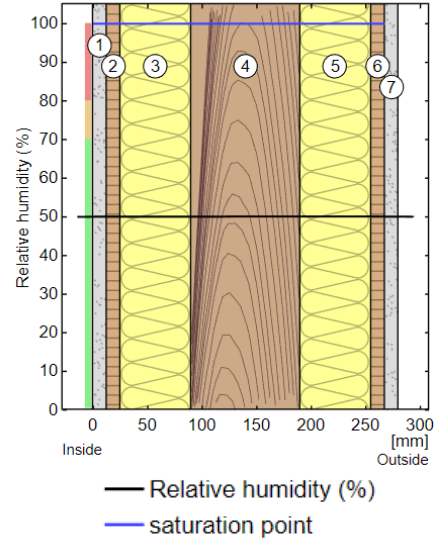 Relative humidity (%)
100
90
80
70
60
50
40
30
20
10
0
1
2
3
4
5
6
7
0 50 100 150 200 250 300
[mm]
Inside
Outside
Relative humidity (%)
saturation point